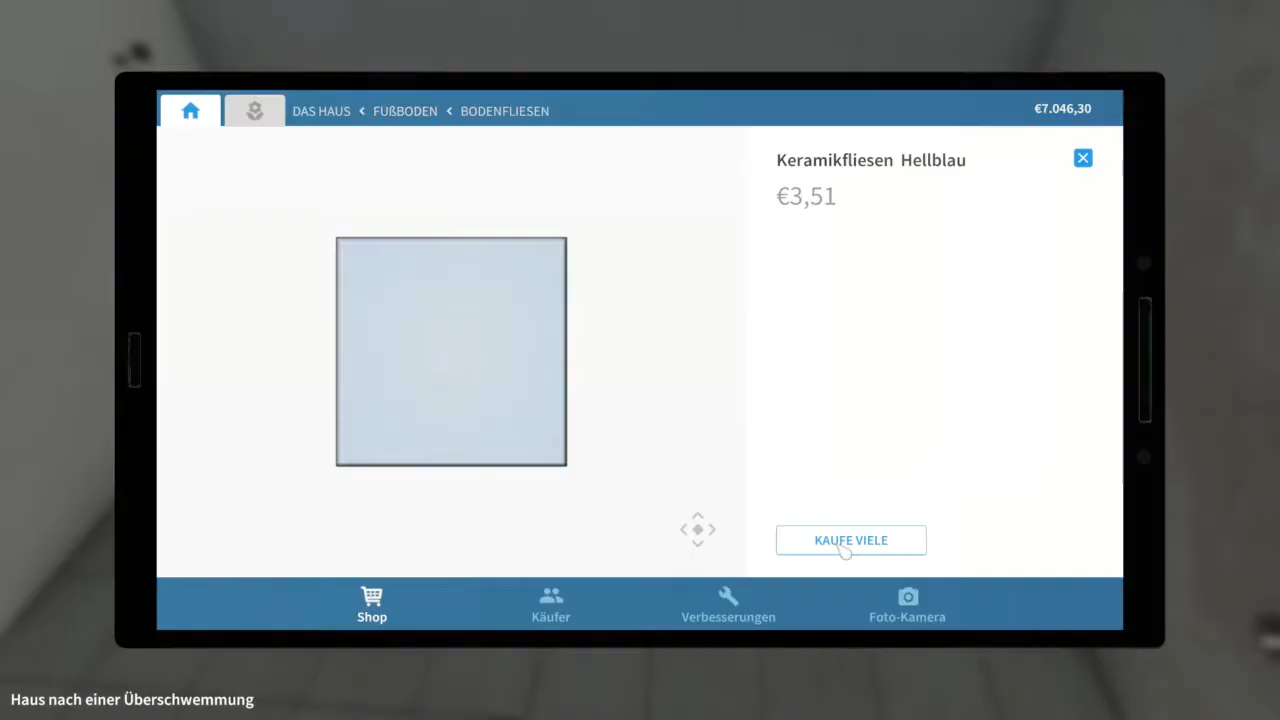 DAS HAUS < FUßBODEN < BODENFLIESEN
€7.046,30
Keramikfliesen Hellblau
€3,51
KAUFE VIELE
Shop
Käufer
Verbesserungen
Foto-Kamera
Haus nach einer Überschwemmung